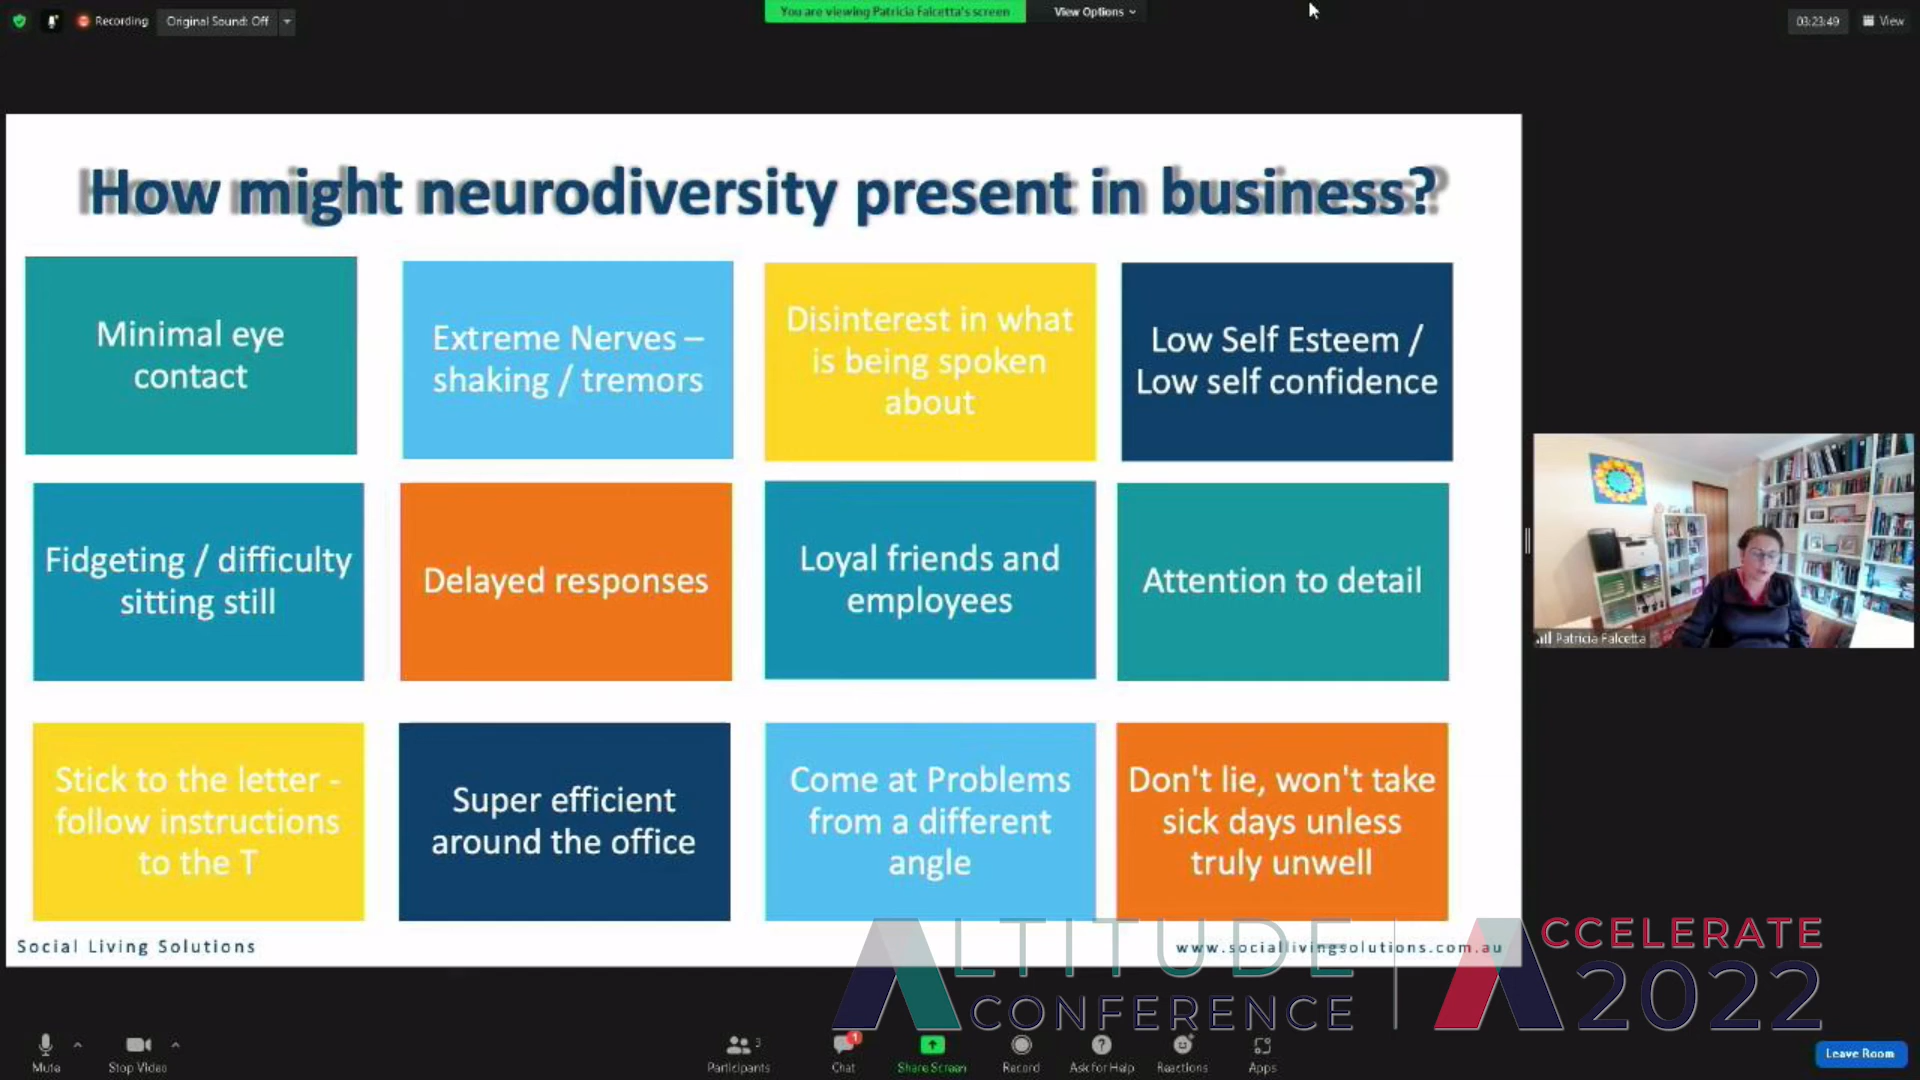 Recording
Original Sound: Off
You are viewing Patricia Falcetta's screen
View Options
03:23:49
View
How might neurodiversity present in business?
Minimal eye
contact
Extreme Nerves –
shaking / tremors
Disinterest in what
is being spoken
about
Low Self Esteem /
Low self confidence
Fidgeting / difficulty
sitting still
Delayed responses
Loyal friends and
employees
Attention to detail
Patricia Falcetta
Stick to the letter -
follow instructions
to the T
Super efficient
around the office
Come at Problems
from a different
angle
Don't lie, won't take
sick days unless
truly unwell
Social Living Solutions
www.sociallivingsolutions.com.au
ALTITUDE
CONFERENCE
ACCELERATE
2022
Mute
Stop Video
Participants
3
Chat
1
Share Screen
Record
Ask for Help
Reactions
Apps
Leave Room